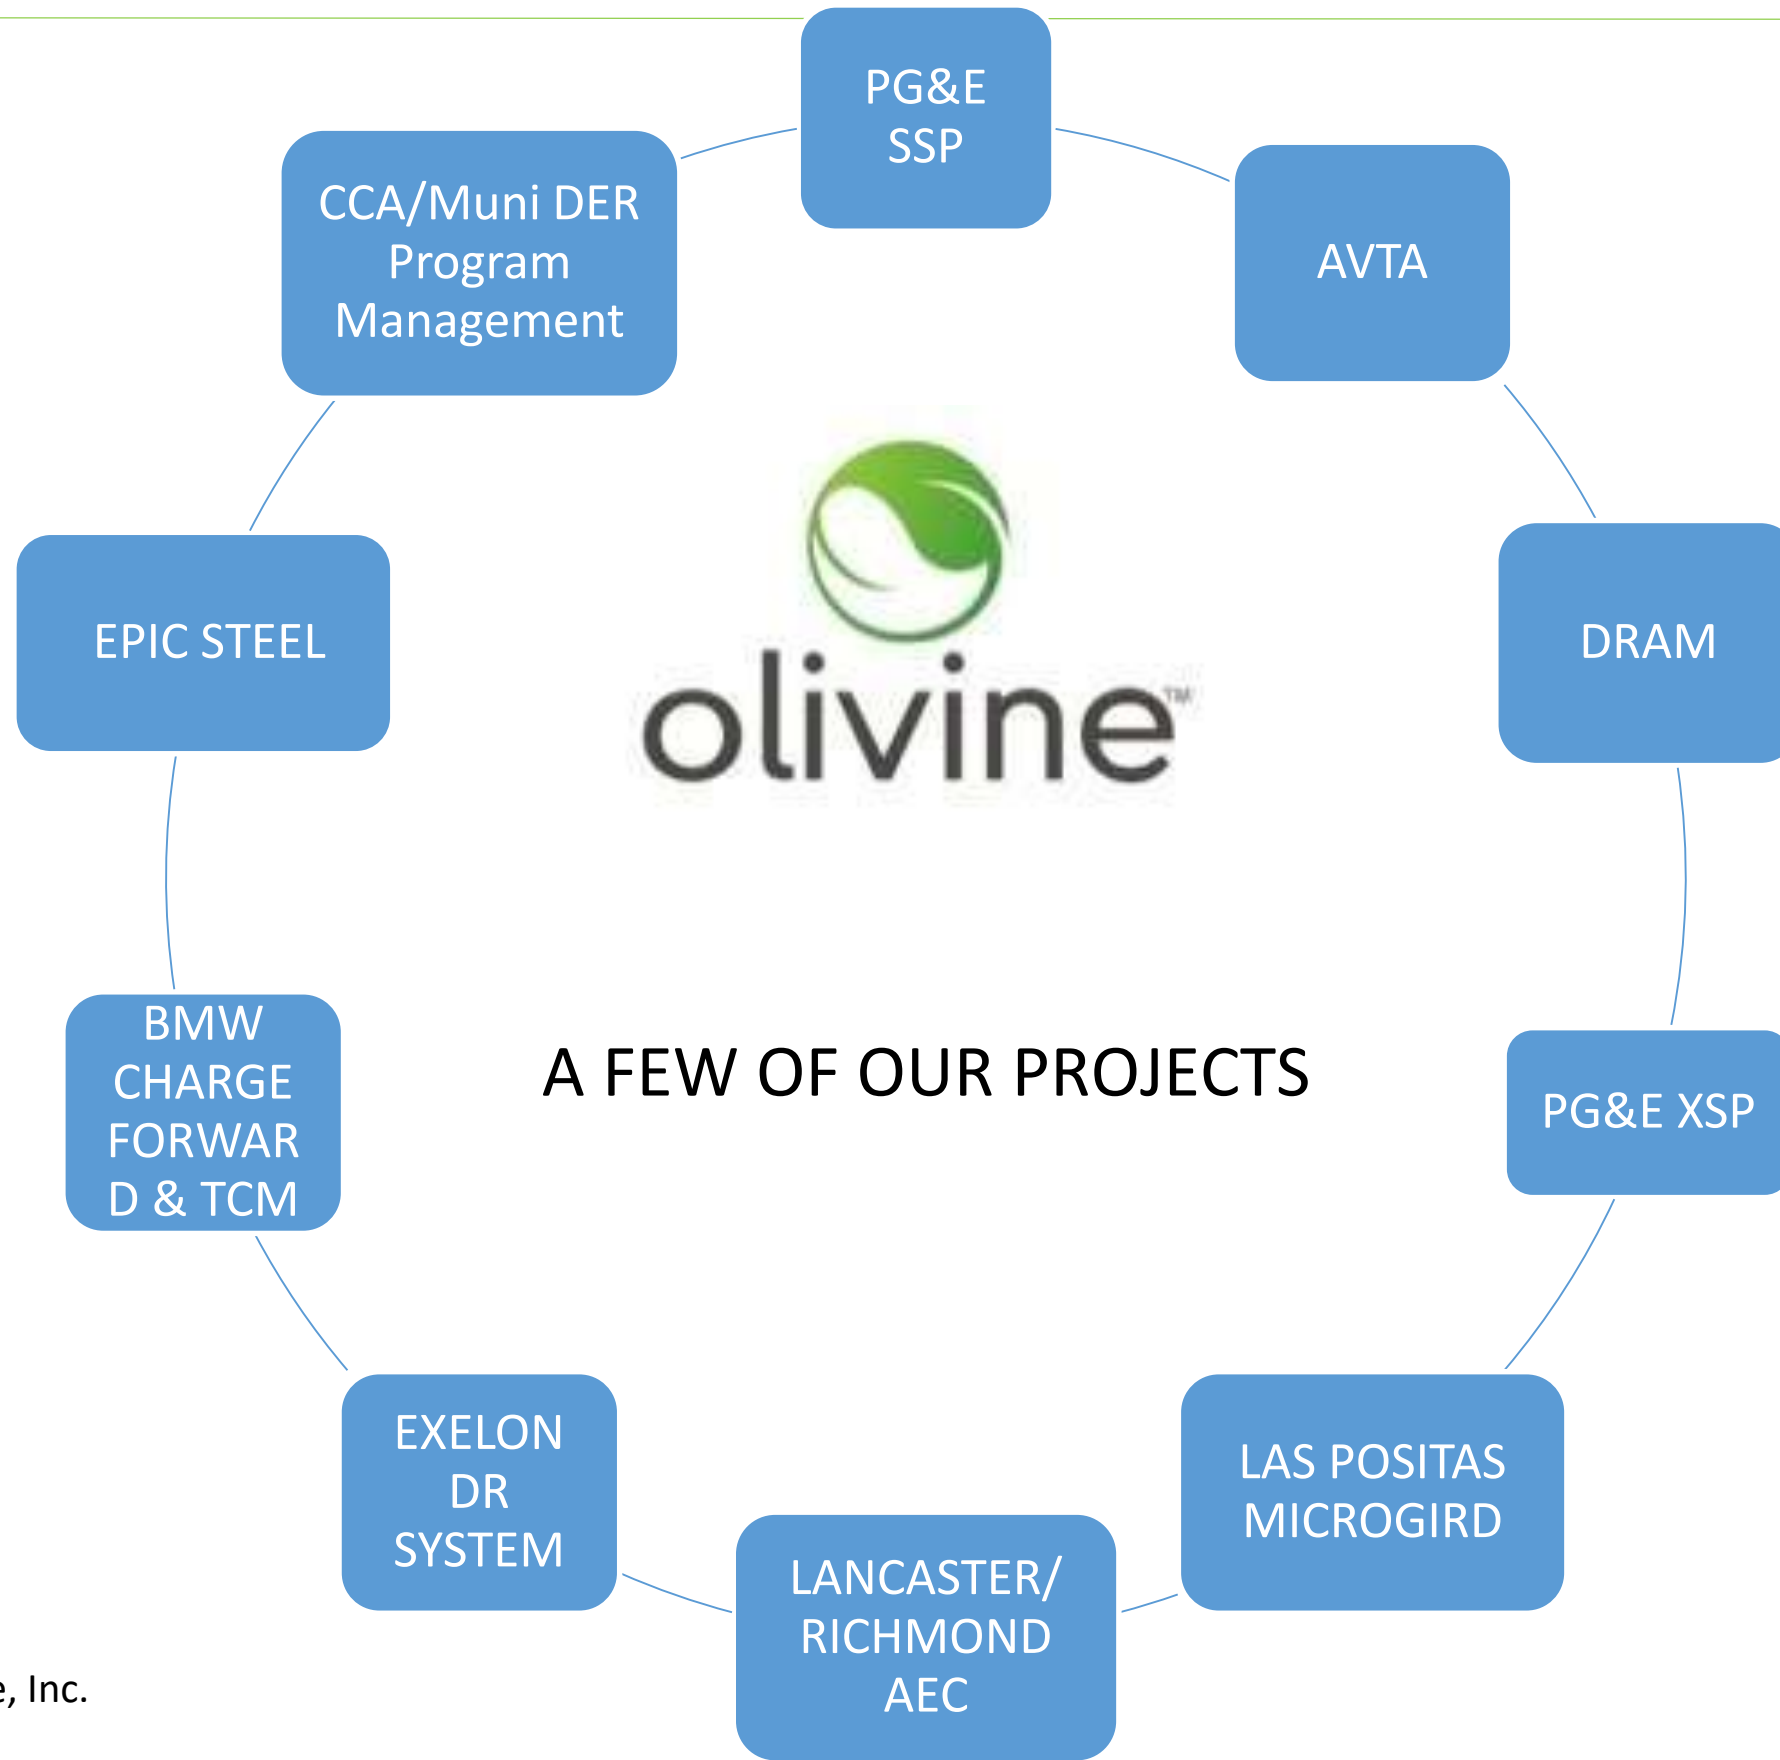 PG&E
SSP
CCA/Muni DER
Program
Management
AVTA
olivine™
EPIC STEEL
DRAM
BMW
CHARGE
FORWAR
D & TCM
A FEW OF OUR PROJECTS
PG&E XSP
EXELON
DR
SYSTEM
LAS POSITAS
MICROGIRD
LANCASTER/
RICHMOND
AEC
e, Inc.